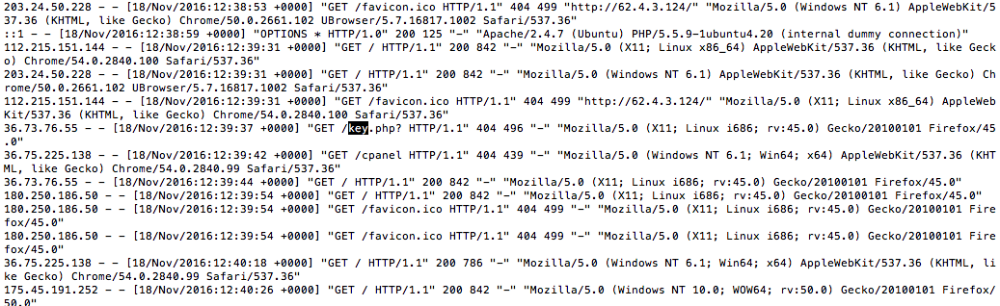 203.24.50.228 - - [18/Nov/2016:12:38:53 +0000] "GET /favicon.ico HTTP/1.1" 404 499 "http://62.4.3.124/" "Mozilla/5.0 (Windows NT 6.1) AppleWebKit/5
37.36 (KHTML, like Gecko) Chrome/50.0.2661.102 UBrowser/5.7.16817.1002 Safari/537.36"
::1 - - [18/Nov/2016:12:38:59 +0000] "OPTIONS * HTTP/1.0" 200 125 "-" "Apache/2.4.7 (Ubuntu) PHP/5.5.9-1ubuntu4.20 (internal dummy connection)"
112.215.151.144 - - [18/Nov/2016:12:39:31 +0000] "GET / HTTP/1.1" 200 842 "-" "Mozilla/5.0 (X11; Linux x86_64) AppleWebKit/537.36 (KHTML, like Geck
o) Chrome/54.0.2840.100 Safari/537.36"
203.24.50.228 - - [18/Nov/2016:12:39:31 +0000] "GET / HTTP/1.1" 200 842 "-" "Mozilla/5.0 (Windows NT 6.1) AppleWebKit/537.36 (KHTML, like Gecko) Ch
rome/50.0.2661.102 UBrowser/5.7.16817.1002 Safari/537.36"
112.215.151.144 - - [18/Nov/2016:12:39:31 +0000] "GET /favicon.ico HTTP/1.1" 404 499 "http://62.4.3.124/" "Mozilla/5.0 (X11; Linux x86_64) AppleWeb
Kit/537.36 (KHTML, like Gecko) Chrome/54.0.2840.100 Safari/537.36"
36.73.76.55 - - [18/Nov/2016:12:39:37 +0000] "GET /key.php? HTTP/1.1" 404 496 "-" "Mozilla/5.0 (X11; Linux i686; rv:45.0) Gecko/20100101 Firefox/45
.0"
36.75.225.138 - - [18/Nov/2016:12:39:42 +0000] "GET /cpanel HTTP/1.1" 404 439 "-" "Mozilla/5.0 (Windows NT 6.1; Win64; x64) AppleWebKit/537.36 (KHT
ML, like Gecko) Chrome/54.0.2840.99 Safari/537.36"
36.73.76.55 - - [18/Nov/2016:12:39:44 +0000] "GET / HTTP/1.1" 200 842 "-" "Mozilla/5.0 (X11; Linux i686; rv:45.0) Gecko/20100101 Firefox/45.0"
180.250.186.50 - - [18/Nov/2016:12:39:54 +0000] "GET / HTTP/1.1" 200 842 "-" "Mozilla/5.0 (X11; Linux i686; rv:45.0) Gecko/20100101 Firefox/45.0"
180.250.186.50 - - [18/Nov/2016:12:39:54 +0000] "GET /favicon.ico HTTP/1.1" 404 499 "-" "Mozilla/5.0 (X11; Linux i686; rv:45.0) Gecko/20100101 Fire
fox/45.0"
180.250.186.50 - - [18/Nov/2016:12:39:54 +0000] "GET /favicon.ico HTTP/1.1" 404 499 "-" "Mozilla/5.0 (X11; Linux i686; rv:45.0) Gecko/20100101 Fire
fox/45.0"
36.75.225.138 - - [18/Nov/2016:12:40:18 +0000] "GET / HTTP/1.1" 200 786 "-" "Mozilla/5.0 (Windows NT 6.1; Win64; x64) AppleWebKit/537.36 (KHTML, li
ke Gecko) Chrome/54.0.2840.99 Safari/537.36"
175.45.191.252 - - [18/Nov/2016:12:40:26 +0000] "GET / HTTP/1.1" 200 842 "-" "Mozilla/5.0 (Windows NT 10.0; WOW64; rv:50.0) Gecko/20100101 Firefox/
50.0"